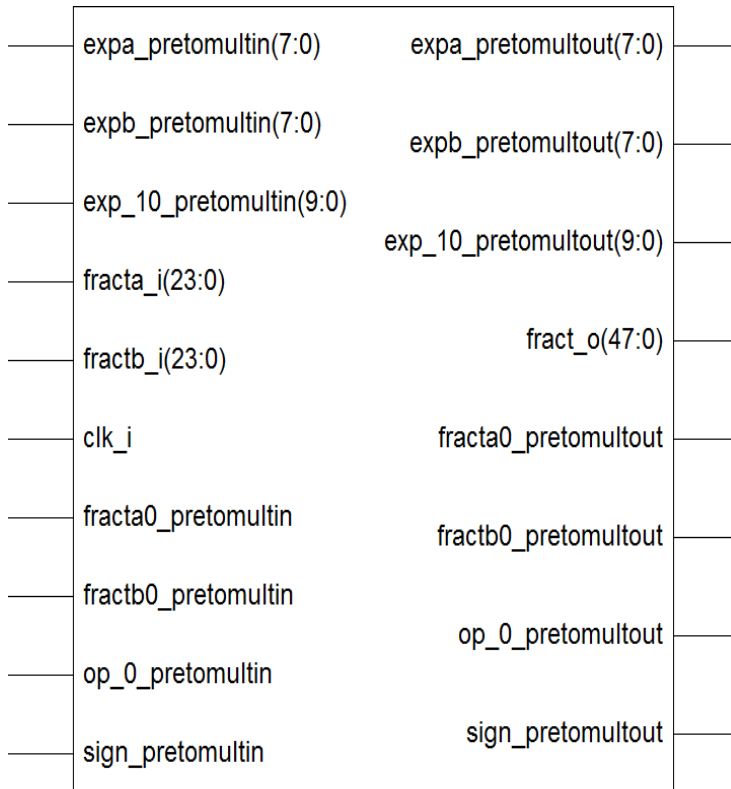 expa_pretomultin(7:0)
expb_pretomultin(7:0)
exp_10_pretomultin(9:0)
fracta_i(23:0)
fractb_i(23:0)
clk_i
fracta0_pretomultin
fractb0_pretomultin
op_0_pretomultin
sign_pretomultin
expa_pretomultout(7:0)
expb_pretomultout(7:0)
exp_10_pretomultout(9:0)
fract_o(47:0)
fracta0_pretomultout
fractb0_pretomultout
op_0_pretomultout
sign_pretomultout